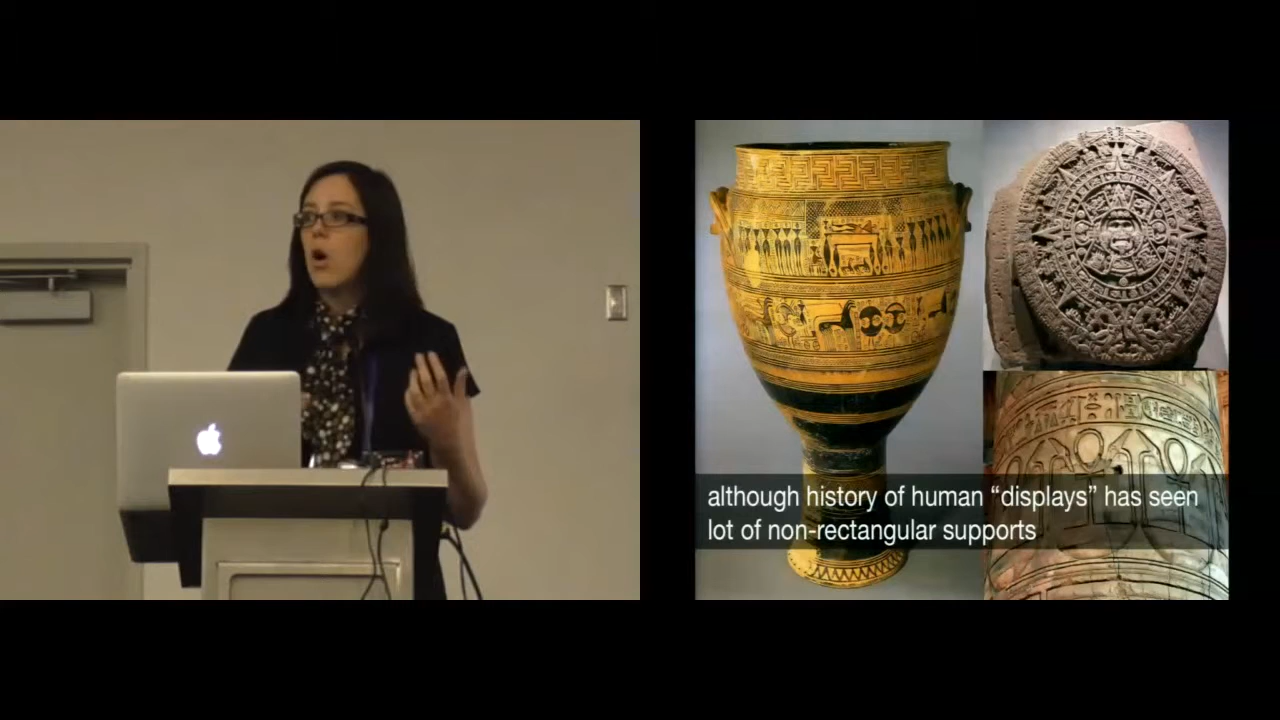 although history of human “displays” has seen
lot of non-rectangular supports